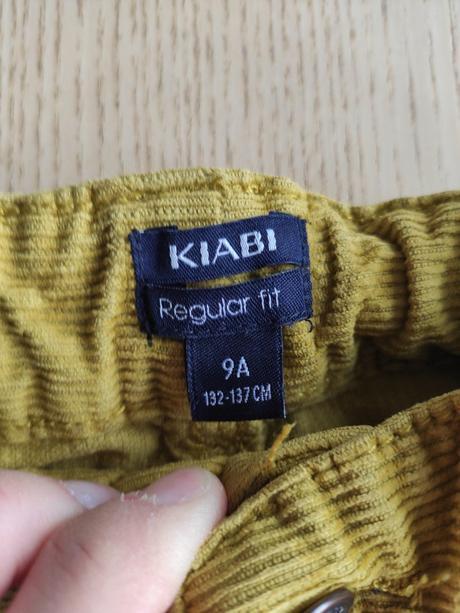 KIABI
Regular fit
9A
132-137 CM